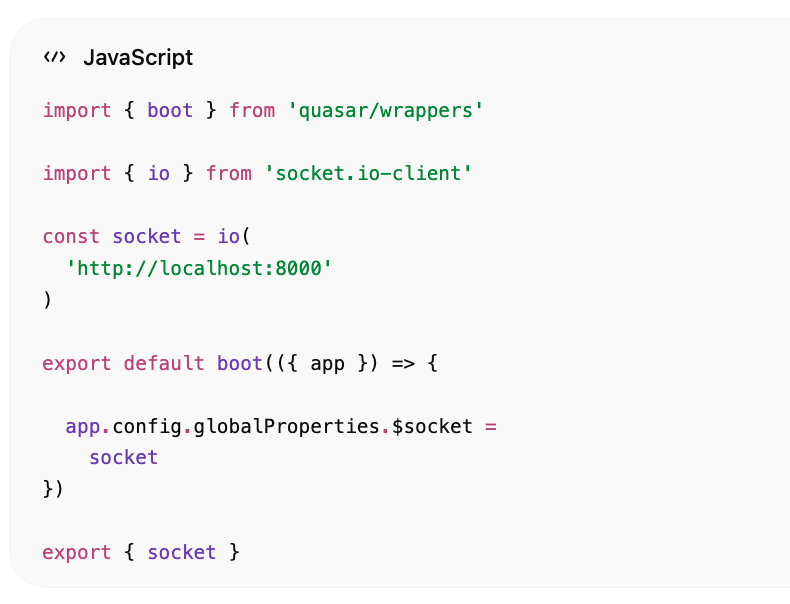 </> JavaScript
import { boot } from 'quasar/wrappers'
import { io } from 'socket.io-client'
const socket = io(
  'http://localhost:8000'
)
export default boot(({ app }) => {
  app.config.globalProperties.$socket =
    socket
})
export { socket }